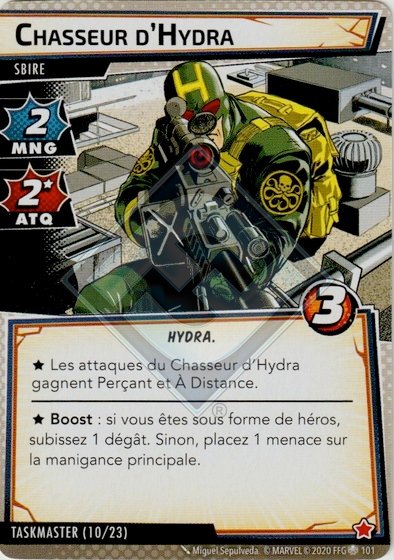 CHASSEUR D'HYDRA
SBIRE
2
MNG
2★
ATQ
H
3
HYDRA.
★ Les attaques du Chasseur d'Hydra
gagnent Perçant et À Distance.
★ Boost : si vous êtes sous forme de héros,
subissez 1 dégât. Sinon, placez 1 menace sur
la manigance principale.
®
TASKMASTER (10/23)
Miguel Sepulveda. © MARVEL © 2020 FFG 101